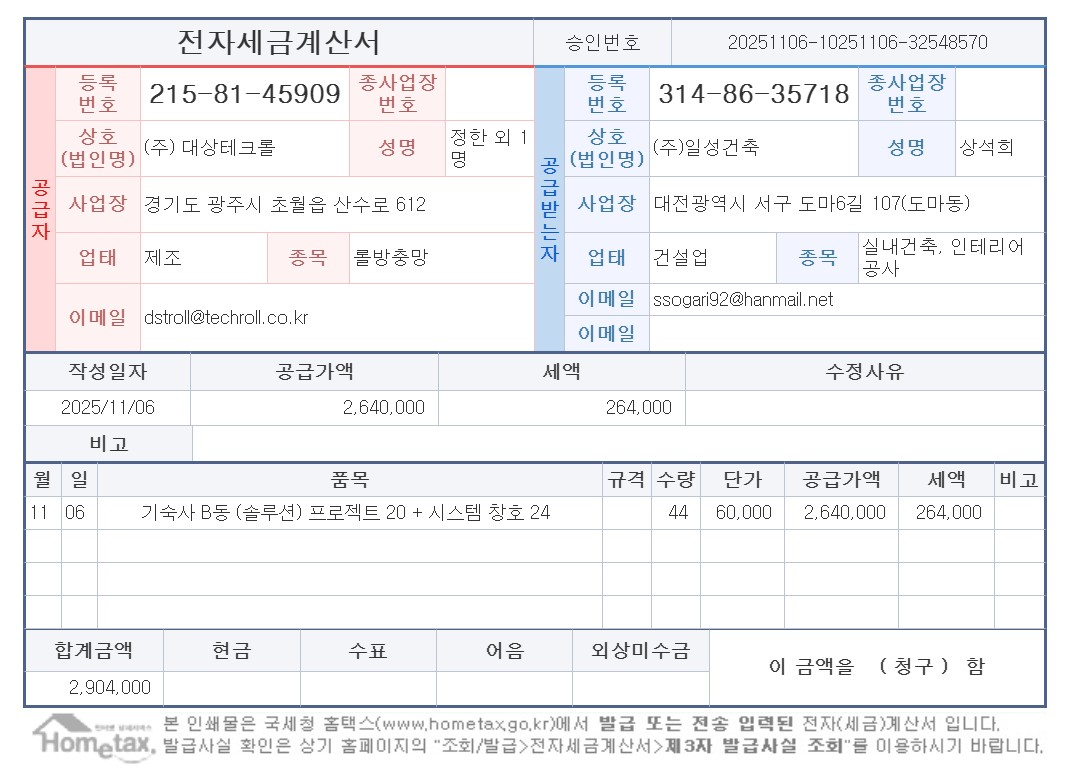 전자세금계산서 승인번호 20251106-10251106-32548570
공급자
등록번호 215-81-45909 종사업장번호
상호(법인명) (주) 대상테크롤 성명 정한 외 1명
사업장 경기도 광주시 초월읍 산수로 612
업태 제조 종목 롤방충망
이메일 dstroll@techroll.co.kr
공급받는자
등록번호 314-86-35718 종사업장번호
상호(법인명) (주)일성건축 성명 상석희
사업장 대전광역시 서구 도마6길 107(도마동)
업태 건설업 종목 실내건축, 인테리어공사
이메일 ssogari92@hanmail.net
이메일
작성일자 공급가액 세액 수정사유
2025/11/06 2,640,000 264,000
비고
월 일 품목 규격 수량 단가 공급가액 세액 비고
11 06 기숙사 B동 (솔루션) 프로젝트 20 + 시스템 창호 24 44 60,000 2,640,000 264,000
합계금액 현금 수표 어음 외상미수금 이 금액을 ( 청구 ) 함
2,904,000
Hometax. 본 인쇄물은 국세청 홈택스(www.hometax.go.kr)에서 발급 또는 전송 입력된 전자(세금)계산서 입니다.
발급사실 확인은 상기 홈페이지의 "조회/발급>전자세금계산서>제3자 발급사실 조회"를 이용하시기 바랍니다.